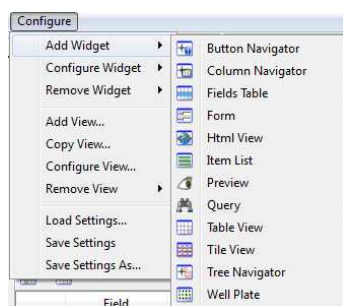 Configure
Add Widget
Configure Widget
Remove Widget
Add View...
Copy View...
Configure View...
Remove View
Load Settings...
Save Settings
Save Settings As...
Field
Button Navigator
Column Navigator
Fields Table
Form
Html View
Item List
Preview
Query
Table View
Tile View
Tree Navigator
Well Plate